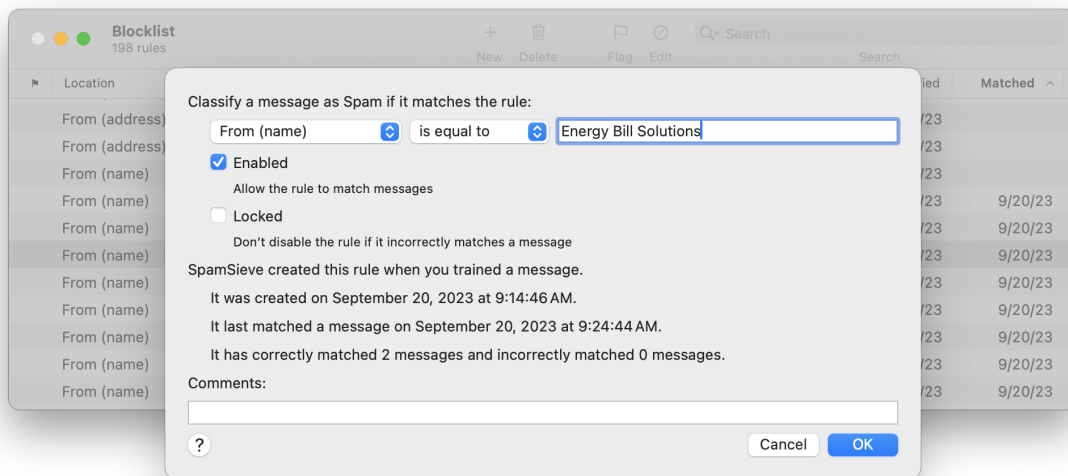 Blocklist
198 rules
New Delete Flag Edit
Search
Search
Location
Matched
Classify a message as Spam if it matches the rule:
From (name) is equal to Energy Bill Solutions
Enabled
Allow the rule to match messages
Locked
Don't disable the rule if it incorrectly matches a message
SpamSieve created this rule when you trained a message.
It was created on September 20, 2023 at 9:14:46 AM.
It last matched a message on September 20, 2023 at 9:24:44 AM.
It has correctly matched 2 messages and incorrectly matched 0 messages.
Comments:
? Cancel OK
From (address) /23
From (address) /23
From (name) /23
From (name) /23 9/20/23
From (name) /23 9/20/23
From (name) /23 9/20/23
From (name) /23 9/20/23
From (name) /23 9/20/23
From (name) /23 9/20/23
From (name) /23 9/20/23
From (name) /23 9/20/23